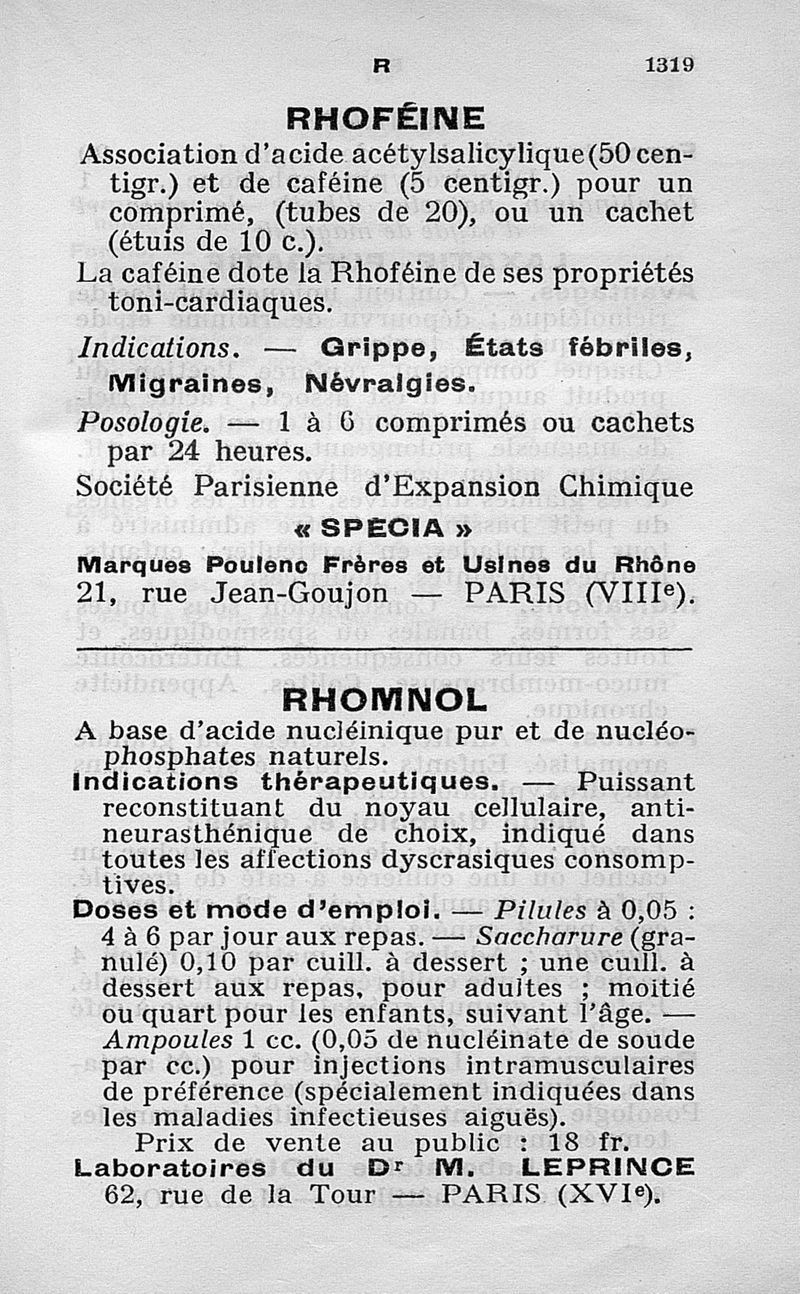 R 1319
RHOFÉINE
Association d'acide acétylsalicylique (50 cen-
tigr.) et de caféine (5 centigr.) pour un
comprimé, (tubes de 20), ou un cachet
(étuis de 10 c.).
La caféine dote la Rhoféine de ses propriétés
toni-cardiaques.
Indications. — Grippe, États fébriles,
Migraines, Névralgies.
Posologie. — 1 à 6 comprimés ou cachets
par 24 heures.
Société Parisienne d'Expansion Chimique
« SPECIA »
Marques Poulenc Frères et Usines du Rhône
21, rue Jean-Goujon — PARIS (VIIIe).
RHOMNOL
A base d'acide nucléinique pur et de nucléo-
phosphates naturels.
Indications thérapeutiques. — Puissant
reconstituant du noyau cellulaire, anti-
neurasthénique de choix, indiqué dans
toutes les affections dyscrasiques consomp-
tives.
Doses et mode d'emploi. — Pilules à 0,05 :
4 à 6 par jour aux repas. — Saccharure (gra-
nulé) 0,10 par cuill. à dessert ; une cuill. à
dessert aux repas, pour adultes ; moitié
ou quart pour les enfants, suivant l'âge. —
Ampoules 1 cc. (0,05 de nucléinate de soude
par cc.) pour injections intramusculaires
de préférence (spécialement indiquées dans
les maladies infectieuses aiguës).
Prix de vente au public : 18 fr.
Laboratoires du Dr M. LEPRINCE
62, rue de la Tour — PARIS (XVIe).